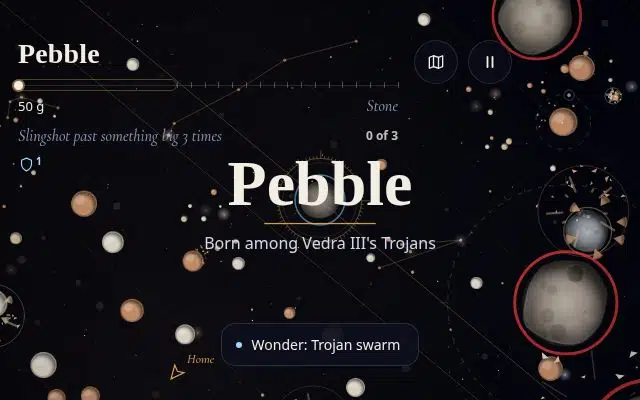 Pebble
50 g
Stone
Slingshot past something big 3 times
0 of 3
1
Pebble
Born among Vedra III's Trojans
Wonder: Trojan swarm
Home